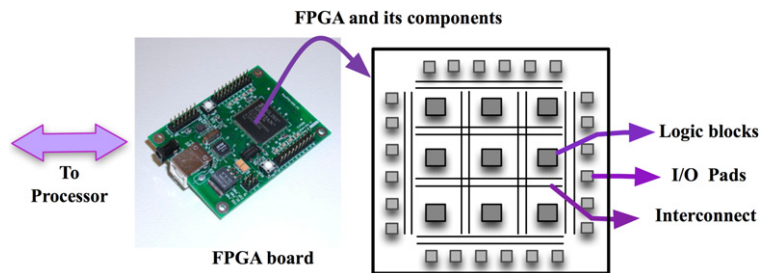 FPGA and its components
Logic blocks
To
Processor
I/O Pads
Interconnect
FPGA board